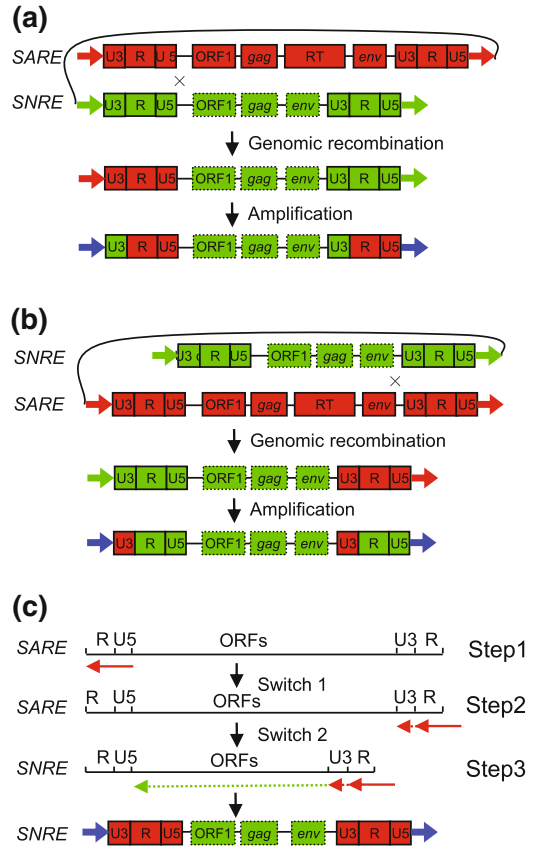 (a)
SARE U3 R U 5 ORF1 gag RT env U3 R U5
×
SNRE U3 R U5 ORF1 gag env U3 R U5
Genomic recombination
U3 R U5 ORF1 gag env U3 R U5
Amplification
U3 R U5 ORF1 gag env U3 R U5
(b)
SNRE U3 R U5 ORF1 gag env U3 R U5
×
SARE U3 R U5 ORF1 gag RT env U3 R U5
Genomic recombination
U3 R U5 ORF1 gag env U3 R U5
Amplification
U3 R U5 ORF1 gag env U3 R U5
(c)
SARE R U5 ORFs U3 R Step1
Switch 1
SARE R U5 ORFs U3 R Step2
Switch 2
SNRE R U5 ORFs U3 R Step3
SNRE U3 R U5 ORF1 gag env U3 R U5